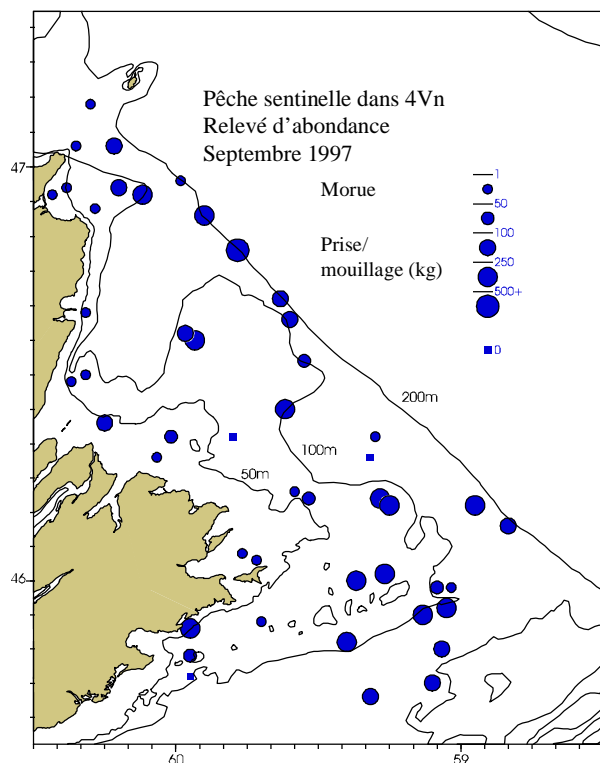 Pêche sentinelle dans 4Vn
Relevé d'abondance
Septembre 1997
47
Morue
1
50
100
Prise/
mouillage (kg)
250
500+
0
200m
100m
50m
46
60
59